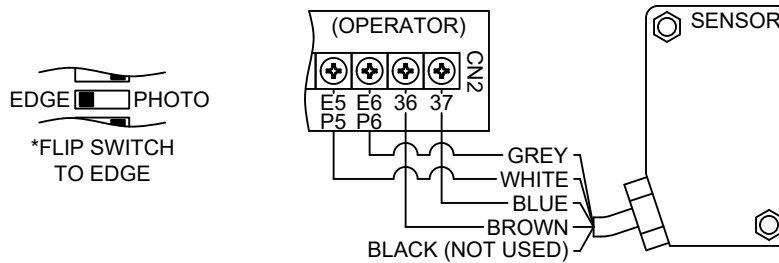 (OPERATOR)
SENSOR
CN2
E5 E6 36 37
P5 P6
EDGE PHOTO
*FLIP SWITCH
TO EDGE
GREY
WHITE
BLUE
BROWN
BLACK (NOT USED)